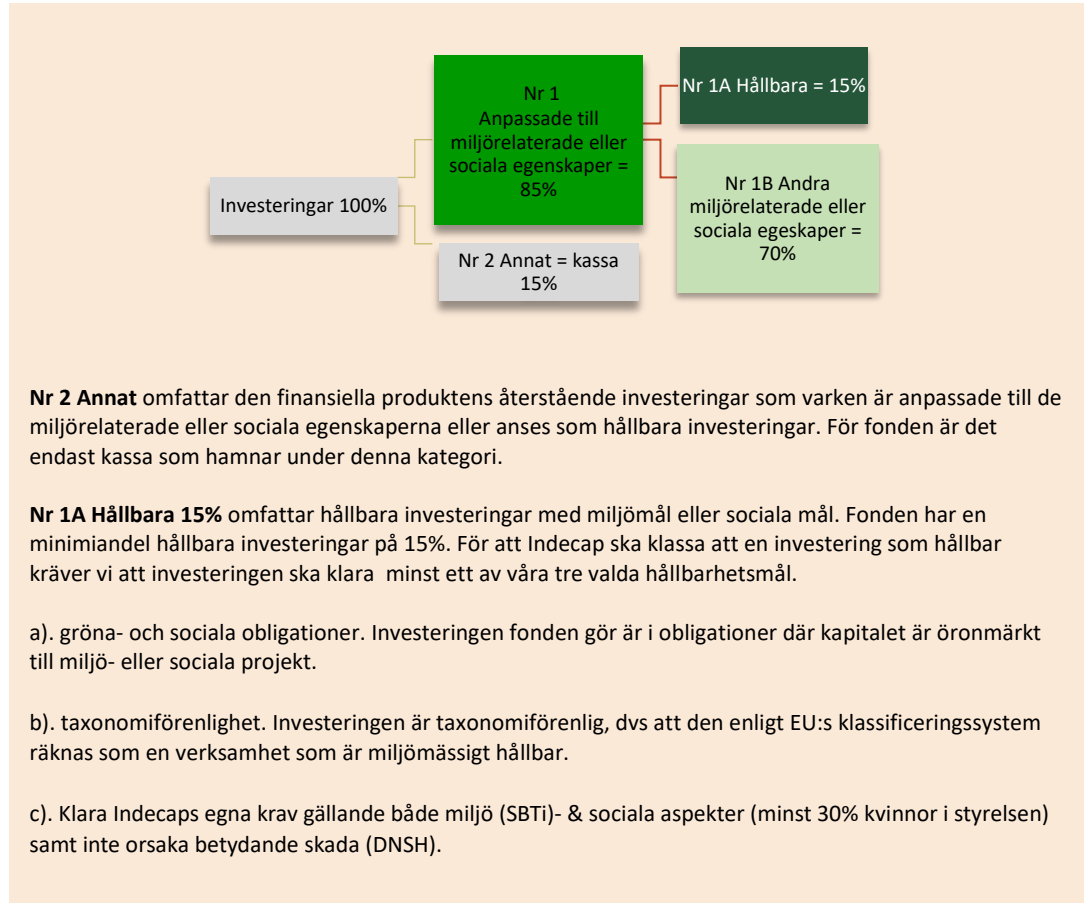 Nr 1
Anpassade till
miljörelaterade eller
sociala egenskaper =
85%
Nr 1A Hållbara = 15%
Investeringar 100%
Nr 1B Andra
miljörelaterade eller
sociala egeskaper =
70%
Nr 2 Annat = kassa
15%
Nr 2 Annat omfattar den finansiella produktens återstående investeringar som varken är anpassade till de
miljörelaterade eller sociala egenskaperna eller anses som hållbara investeringar. För fonden är det
endast kassa som hamnar under denna kategori.
Nr 1A Hållbara 15% omfattar hållbara investeringar med miljömål eller sociala mål. Fonden har en
minimiandel hållbara investeringar på 15%. För att Indecap ska klassa att en investering som hållbar
kräver vi att investeringen ska klara  minst ett av våra tre valda hållbarhetsmål.
a). gröna- och sociala obligationer. Investeringen fonden gör är i obligationer där kapitalet är öronmärkt
till miljö- eller sociala projekt.
b). taxonomiförenlighet. Investeringen är taxonomiförenlig, dvs att den enligt EU:s klassificeringssystem
räknas som en verksamhet som är miljömässigt hållbar.
c). Klara Indecaps egna krav gällande både miljö (SBTi)- & sociala aspekter (minst 30% kvinnor i styrelsen)
samt inte orsaka betydande skada (DNSH).